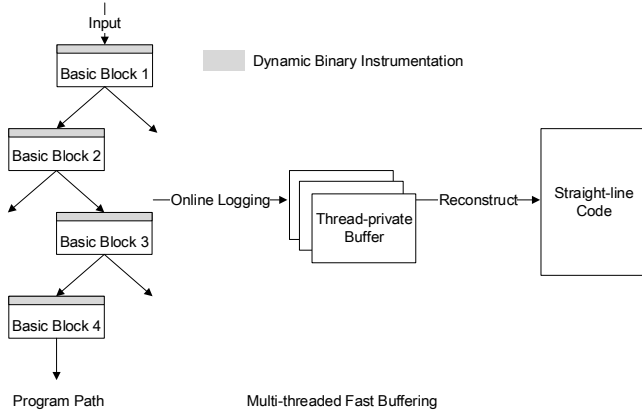 Input
Dynamic Binary Instrumentation
Basic Block 1
Basic Block 2
Online Logging
Thread-private
Buffer
Reconstruct
Straight-line
Code
Basic Block 3
Basic Block 4
Program Path
Multi-threaded Fast Buffering